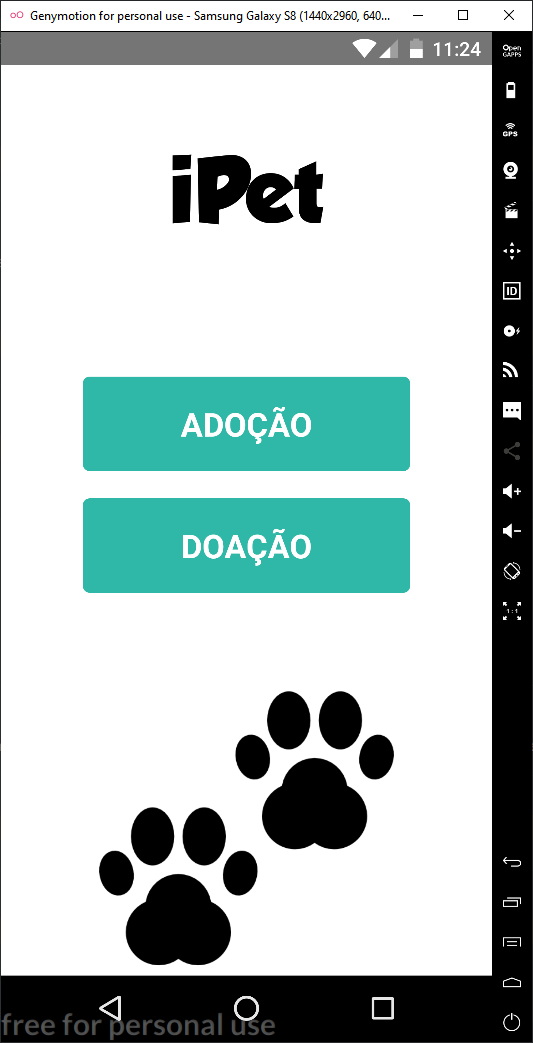 Genymotion for personal use - Samsung Galaxy S8 (1440x2960, 640...
11:24
Open
GAPPS
GPS
iPet
ID
ADOÇÃO
DOAÇÃO
1:1
free for personal use